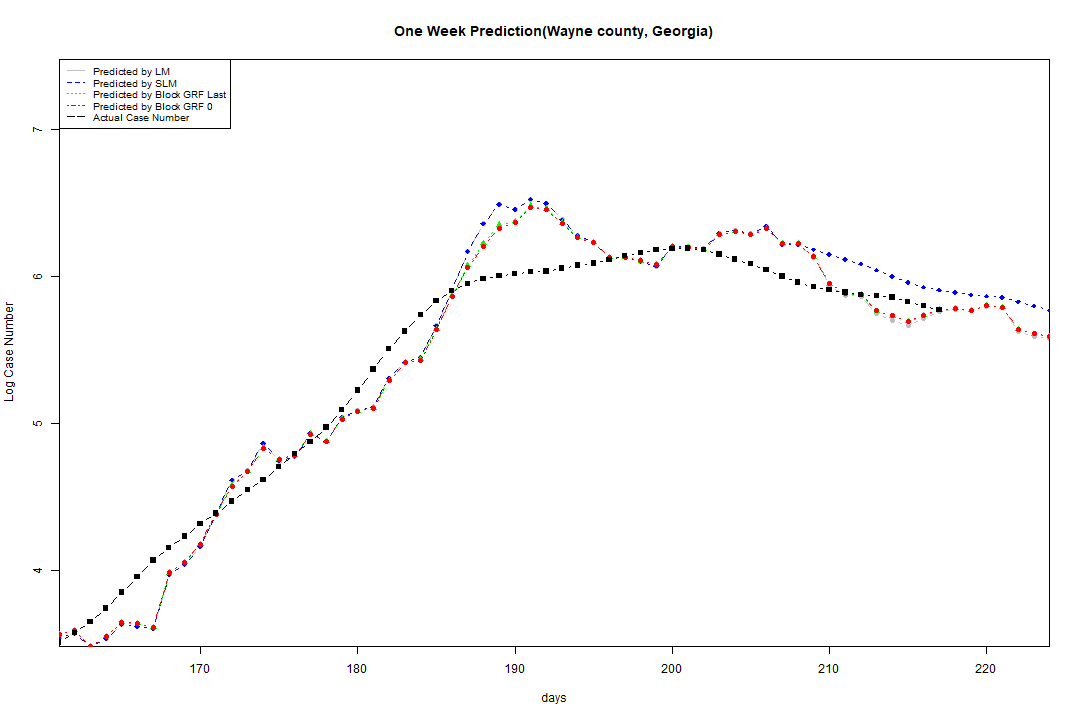 One Week Prediction(Wayne county, Georgia)
Predicted by LM
Predicted by SLM
Predicted by Block GRF Last
Predicted by Block GRF 0
Actual Case Number
7
6
5
4
Log Case Number
170 180 190 200 210 220
days